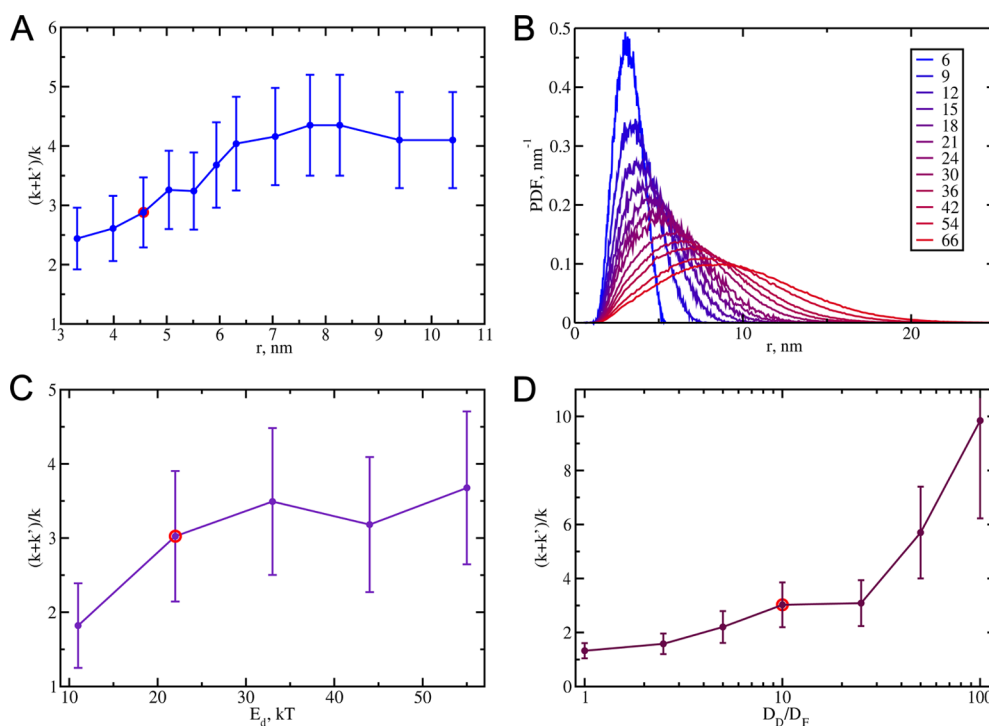 A
6
5
4
3
2
1
(k+k')/k
3 4 5 6 7 8 9 10 11
r, nm
B
0.5
0.4
0.3
0.2
0.1
0
PDF, nm⁻¹
0 10 20
r, nm
6
9
12
15
18
21
24
30
36
42
54
66
C
5
4
3
2
1
(k+k')/k
10 20 30 40 50
E_d, kT
D
10
8
6
4
2
0
(k+k')/k
1 10 100
D_D/D_F